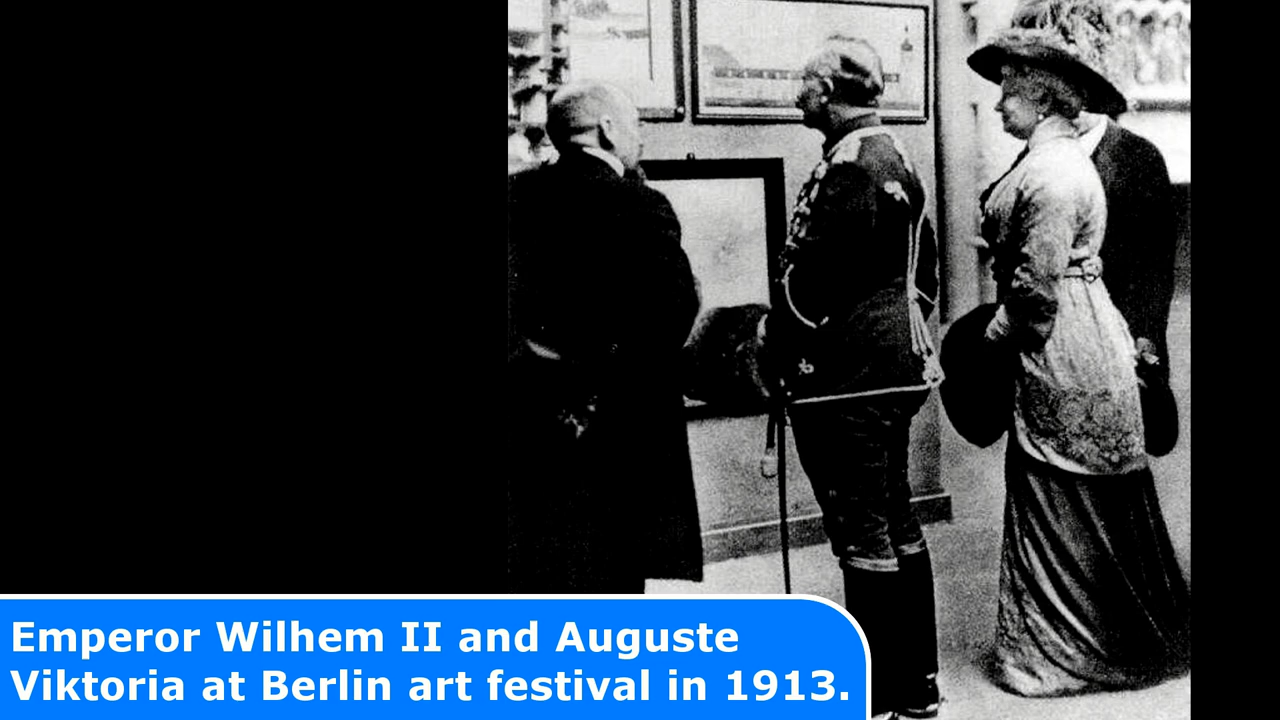 Emperor Wilhem II and Auguste
Viktoria at Berlin art festival in 1913.